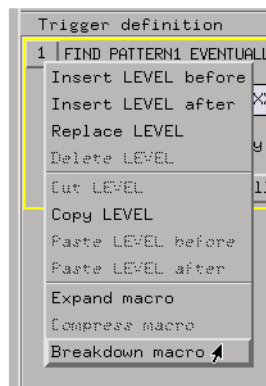 Trigger definition
1 FIND PATTERN1 EVENTUALL
Insert LEVEL before
Insert LEVEL after
Replace LEVEL
Delete LEVEL
Cut LEVEL
Copy LEVEL
Paste LEVEL before
Paste LEVEL after
Expand macro
Compress macro
Breakdown macro